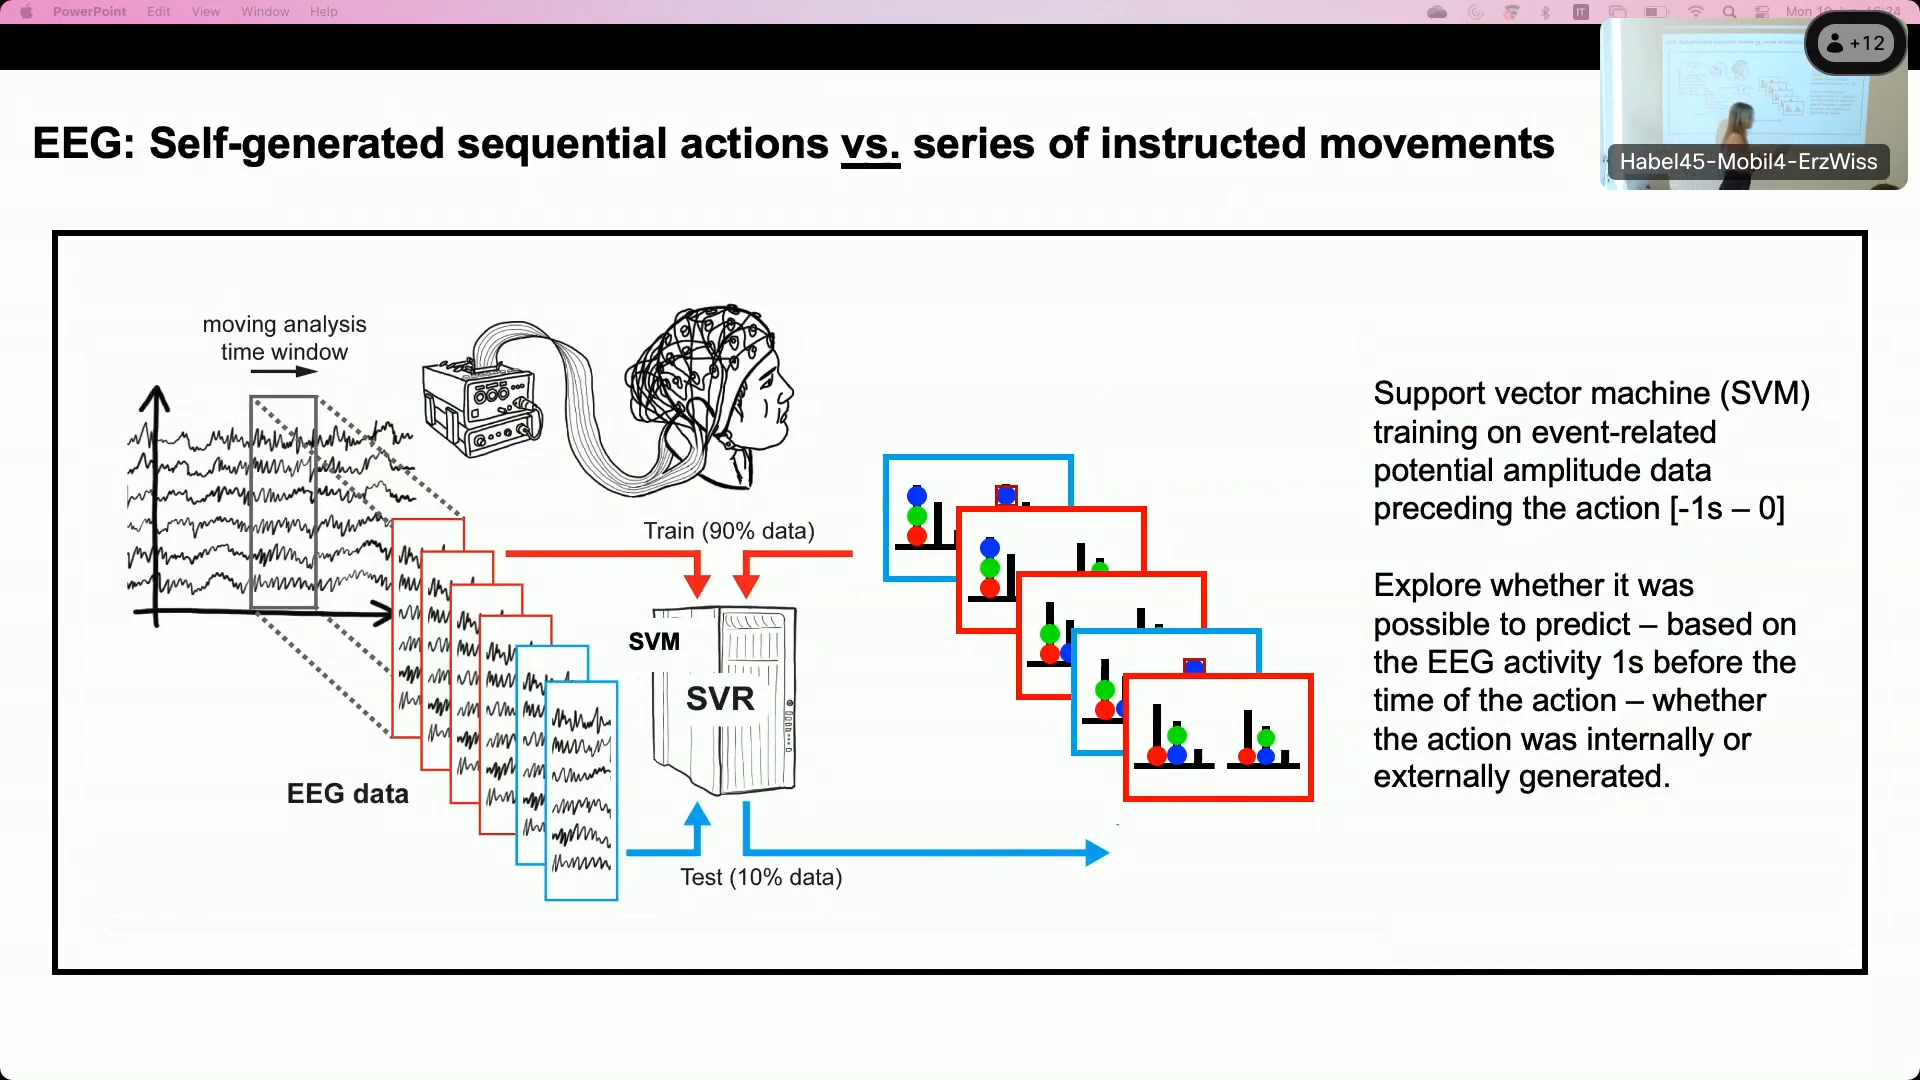 PowerPoint Edit View Window Help
IT
+12
Habel45-Mobil4-ErzWiss
EEG: Self-generated sequential actions vs. series of instructed movements
moving analysis
time window
Train (90% data)
SVM
SVR
EEG data
Test (10% data)
Support vector machine (SVM)
training on event-related
potential amplitude data
preceding the action [-1s – 0]
Explore whether it was
possible to predict – based on
the EEG activity 1s before the
time of the action – whether
the action was internally or
externally generated.